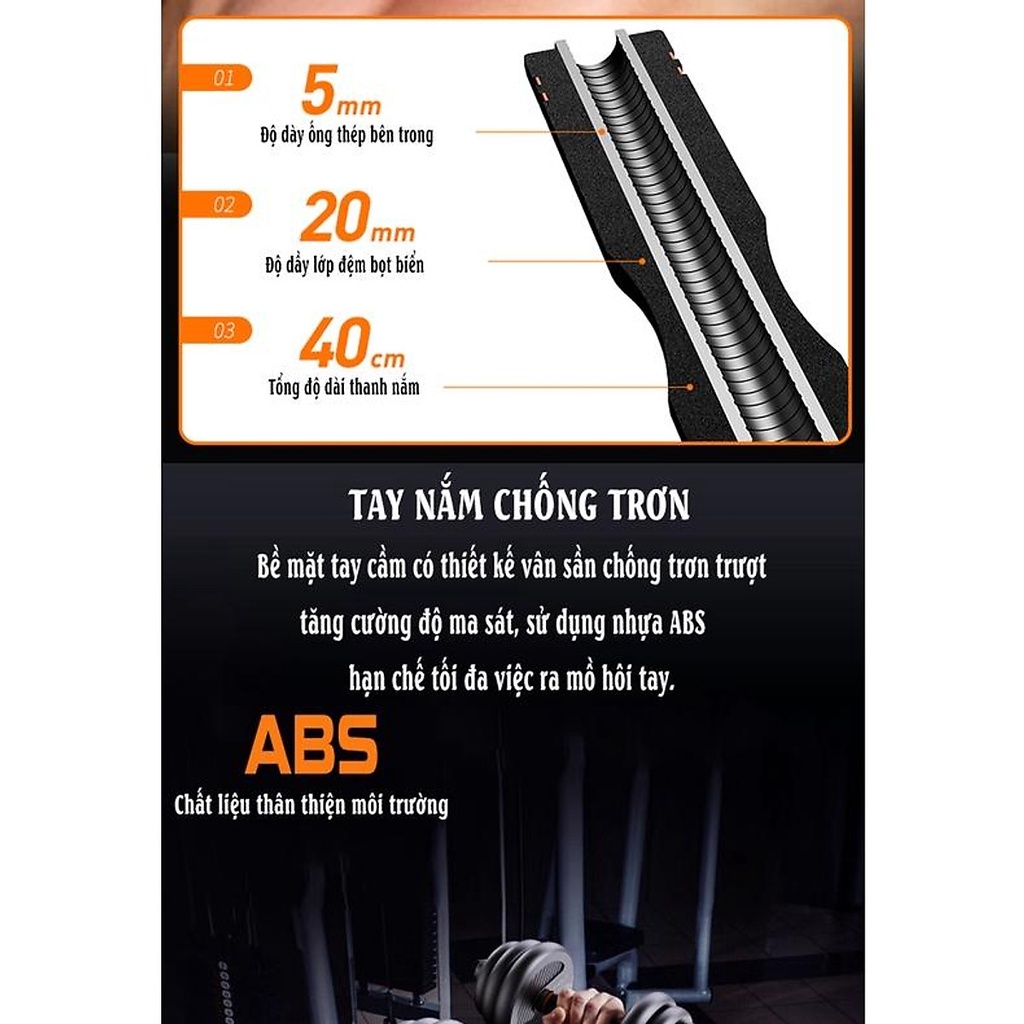 01
5mm
Độ dày ống thép bên trong
02
20mm
Độ dầy lớp đệm bọt biển
03
40cm
Tổng độ dài thanh nắm
TAY NẮM CHỐNG TRƠN
Bề mặt tay cầm có thiết kế vân sần chống trơn trượt
tăng cường độ ma sát, sử dụng nhựa ABS
hạn chế tối đa việc ra mồ hôi tay.
ABS
Chất liệu thân thiện môi trường